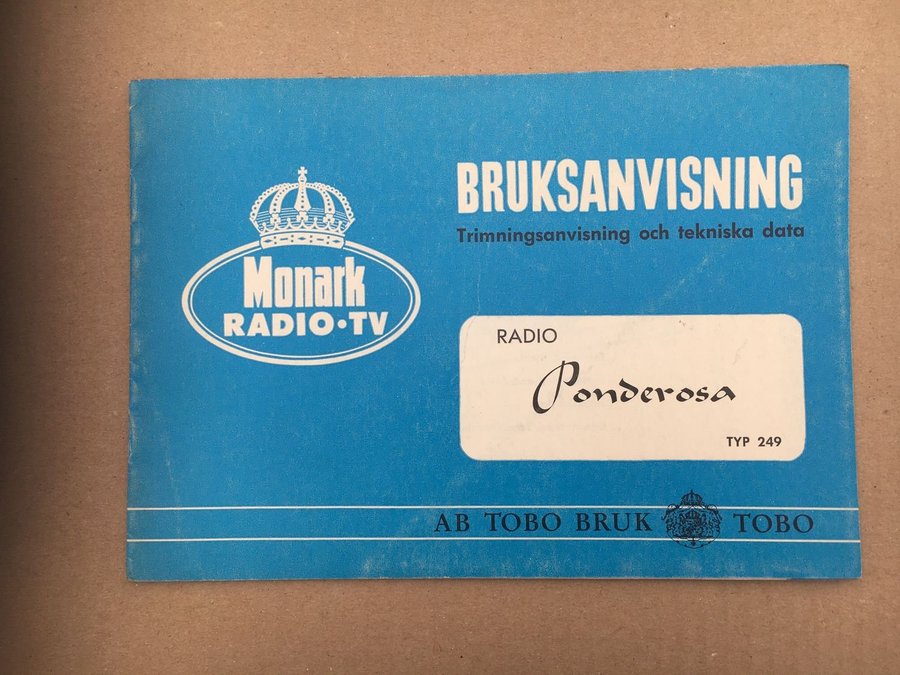 Monark
RADIO·TV
BRUKSANVISNING
Trimningsanvisning och tekniska data
RADIO
Ponderosa
TYP 249
AB TOBO BRUK TOBO